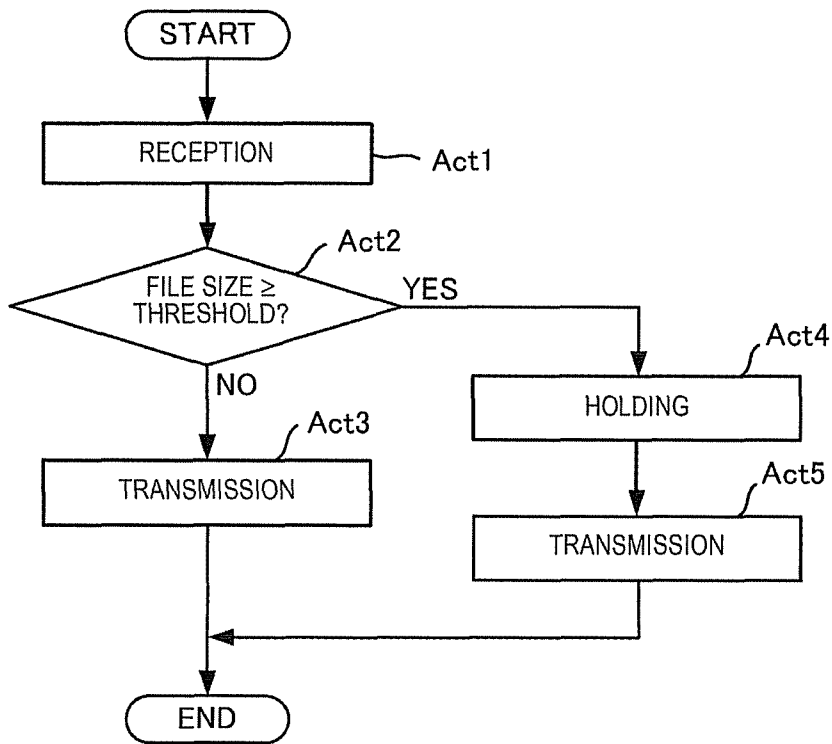 START
RECEPTION
Act1
Act2
FILE SIZE ≥
THRESHOLD?
YES
NO
Act4
HOLDING
Act3
TRANSMISSION
Act5
TRANSMISSION
END